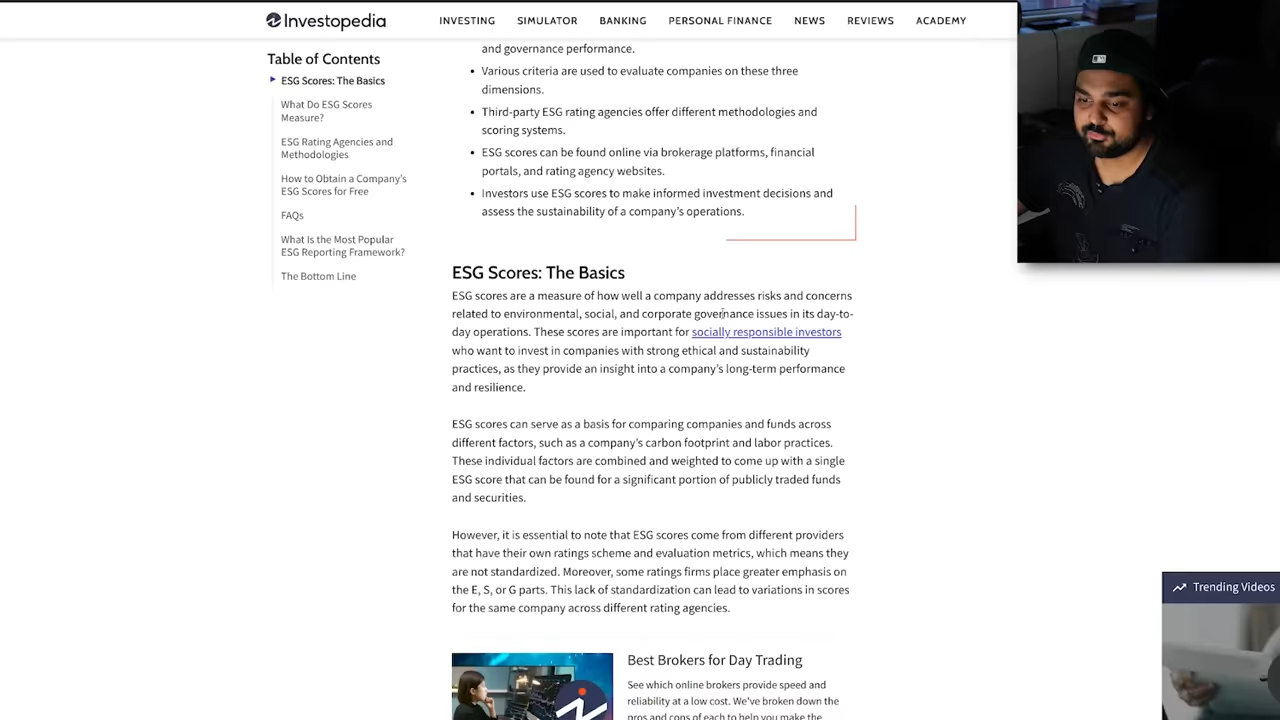 Investopedia
INVESTING SIMULATOR BANKING PERSONAL FINANCE NEWS REVIEWS ACADEMY
Table of Contents
ESG Scores: The Basics
What Do ESG Scores
Measure?
ESG Rating Agencies and
Methodologies
How to Obtain a Company's
ESG Scores for Free
FAQs
What Is the Most Popular
ESG Reporting Framework?
The Bottom Line
and governance performance.
• Various criteria are used to evaluate companies on these three
dimensions.
• Third-party ESG rating agencies offer different methodologies and
scoring systems.
• ESG scores can be found online via brokerage platforms, financial
portals, and rating agency websites.
• Investors use ESG scores to make informed investment decisions and
assess the sustainability of a company's operations.
ESG Scores: The Basics
ESG scores are a measure of how well a company addresses risks and concerns
related to environmental, social, and corporate governance issues in its day-to-
day operations. These scores are important for socially responsible investors
who want to invest in companies with strong ethical and sustainability
practices, as they provide an insight into a company's long-term performance
and resilience.
ESG scores can serve as a basis for comparing companies and funds across
different factors, such as a company's carbon footprint and labor practices.
These individual factors are combined and weighted to come up with a single
ESG score that can be found for a significant portion of publicly traded funds
and securities.
However, it is essential to note that ESG scores come from different providers
that have their own ratings scheme and evaluation metrics, which means they
are not standardized. Moreover, some ratings firms place greater emphasis on
the E, S, or G parts. This lack of standardization can lead to variations in scores
for the same company across different rating agencies.
Best Brokers for Day Trading
See which online brokers provide speed and
reliability at a low cost. We've broken down the
pros and cons of each to help you make the
Trending Videos